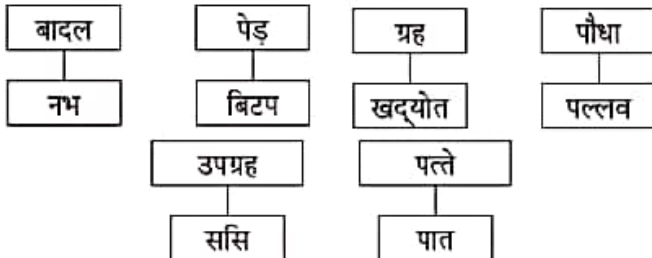 बादल पेड़ ग्रह पौधा
नभ बिटप खद्‌योत पल्लव
उपग्रह पत्ते
ससि पात